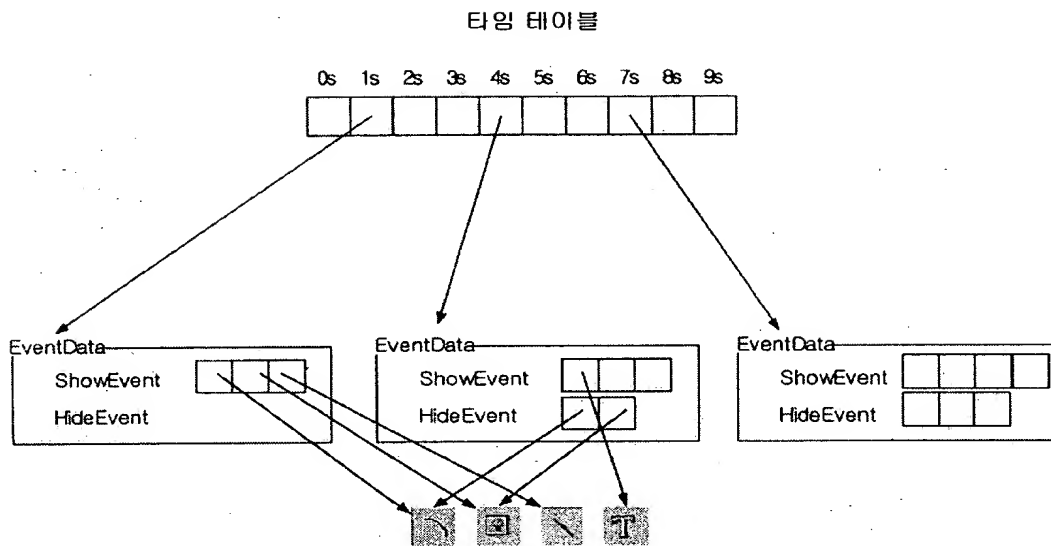 타임 테이블
0s 1s 2s 3s 4s 5s 6s 7s 8s 9s
EventData
ShowEvent
HideEvent
EventData
ShowEvent
HideEvent
EventData
ShowEvent
HideEvent
T